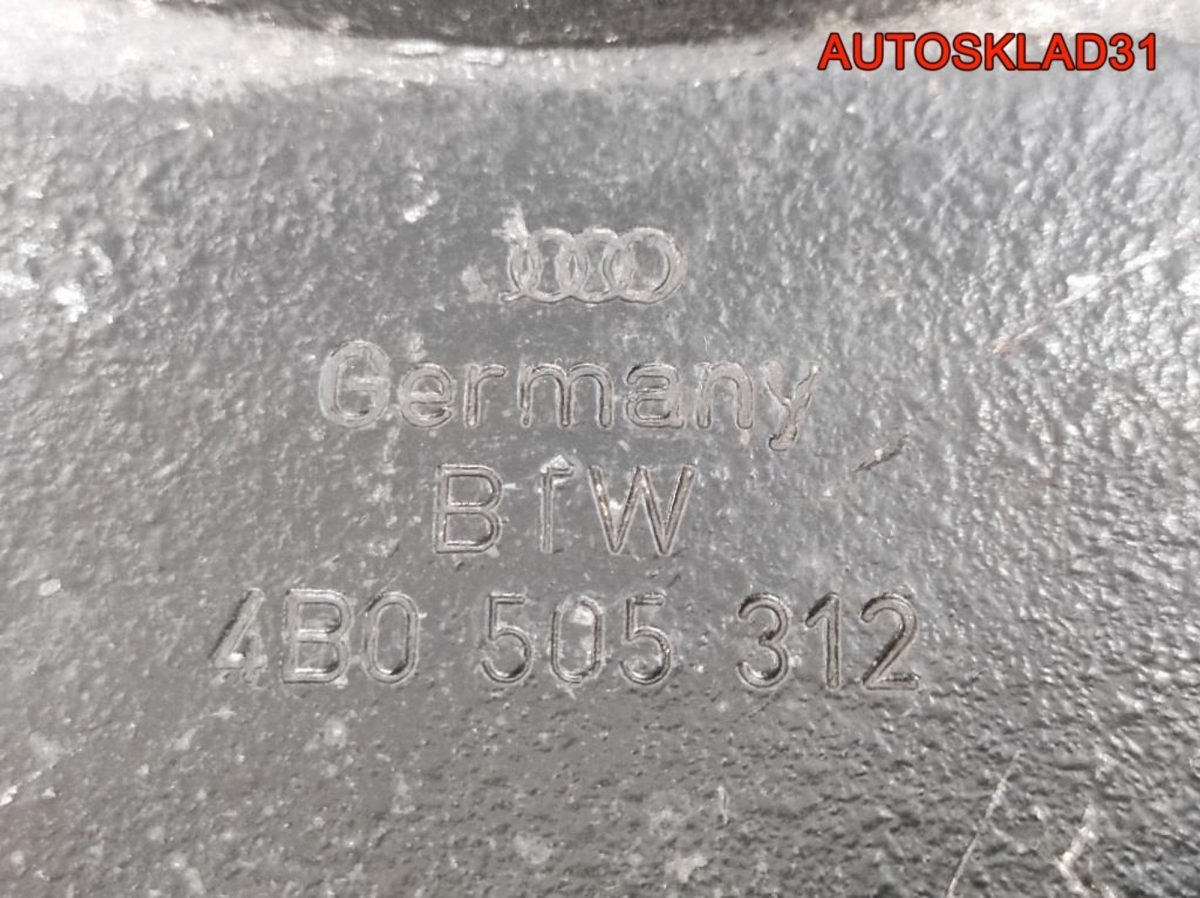 AUTOSKLAD31
Germany
BfW
4B0 505 312